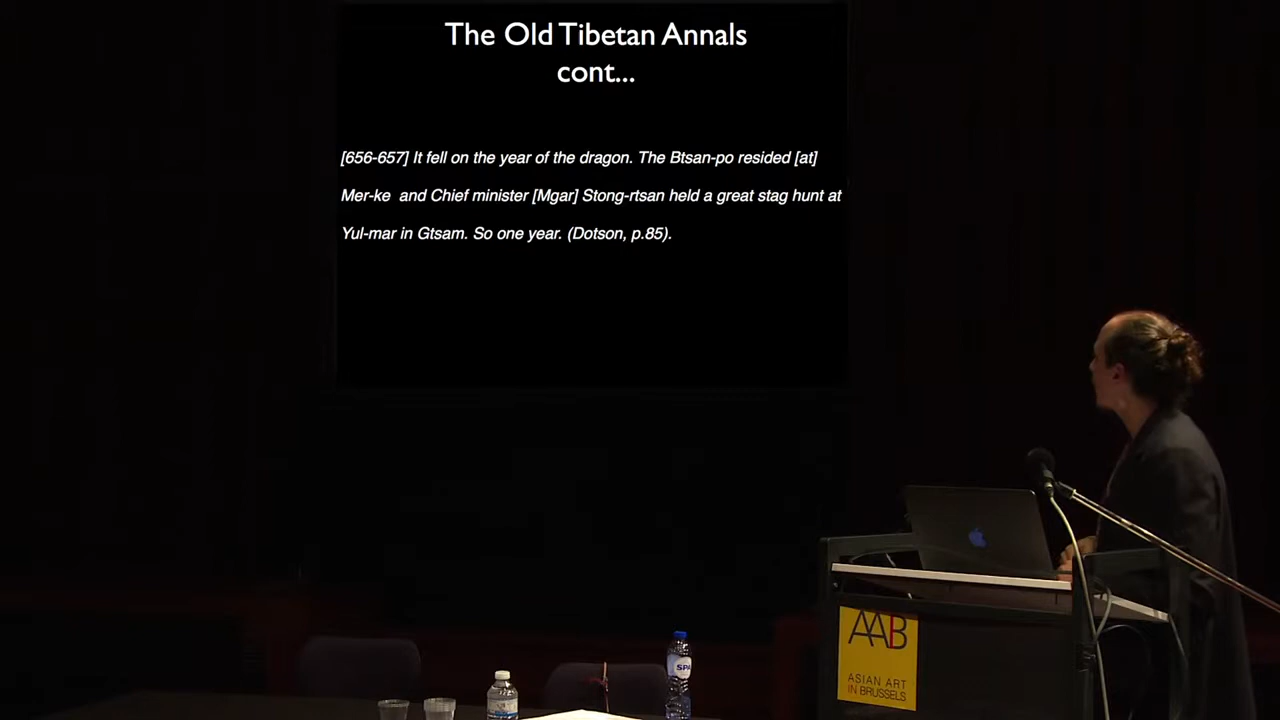 The Old Tibetan Annals
cont...
[656-657] It fell on the year of the dragon. The Btsan-po resided [at]
Mer-ke and Chief minister [Mgar] Stong-rtsan held a great stag hunt at
Yul-mar in Gtsam. So one year. (Dotson, p.85).
AAB
ASIAN ART
IN BRUSSELS
SPA